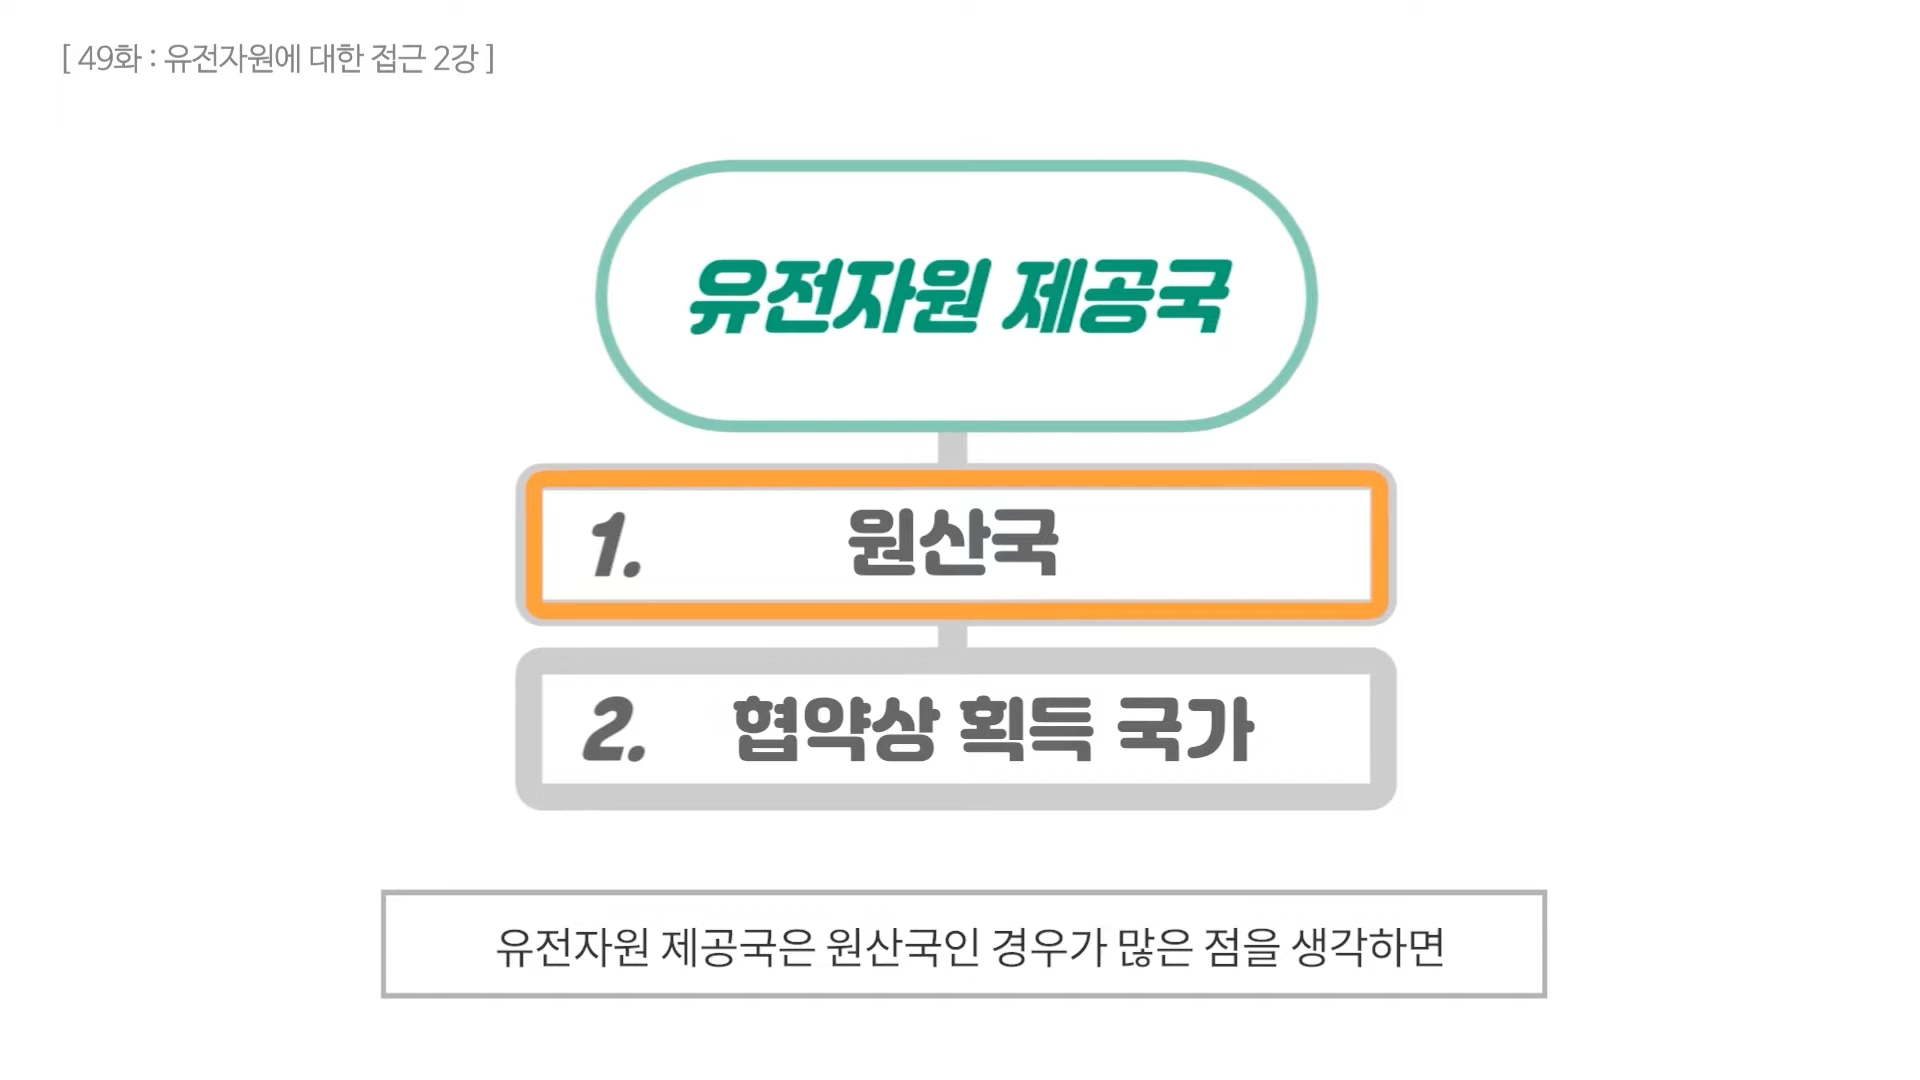 [ 49화 : 유전자원에 대한 접근 2강 ]
유전자원 제공국
1. 원산국
2. 협약상 획득 국가
유전자원 제공국은 원산국인 경우가 많은 점을 생각하면